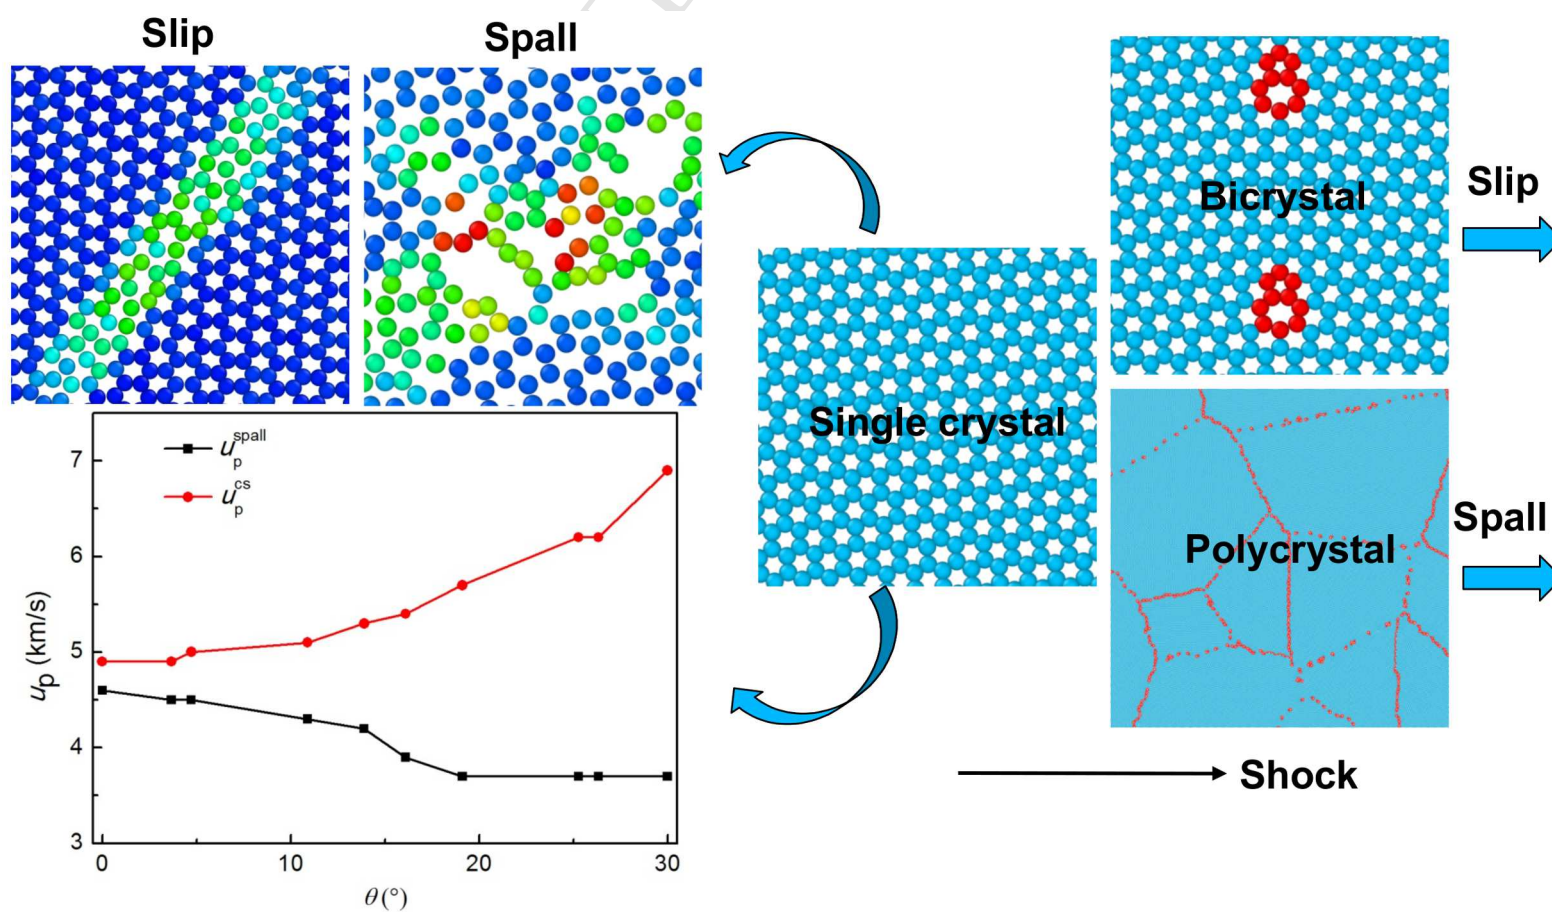 Slip
Spall
Bicrystal
Slip
Single crystal
Polycrystal
Spall
Shock
u_p^spall
u_p^cs
7
6
5
4
3
u_p (km/s)
0
10
20
30
θ (°)